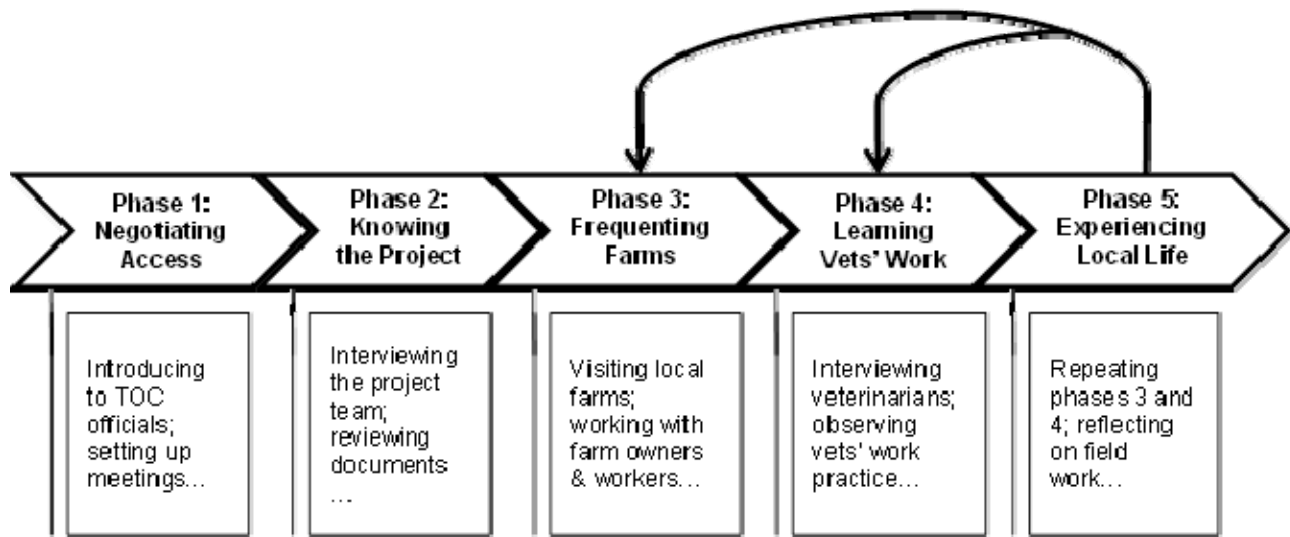 Phase 1:
Negotiating
Access
Phase 2:
Knowing
the Project
Phase 3:
Frequenting
Farms
Phase 4:
Learning
Vets' Work
Phase 5:
Experiencing
Local Life
Introducing
to TOC
officials;
setting up
meetings...
Interviewing
the project
team;
reviewing
documents
...
Visiting local
farms;
working with
farm owners
& workers...
Interviewing
veterinarians;
observing
vets' work
practice...
Repeating
phases 3 and
4; reflecting
on field
work...